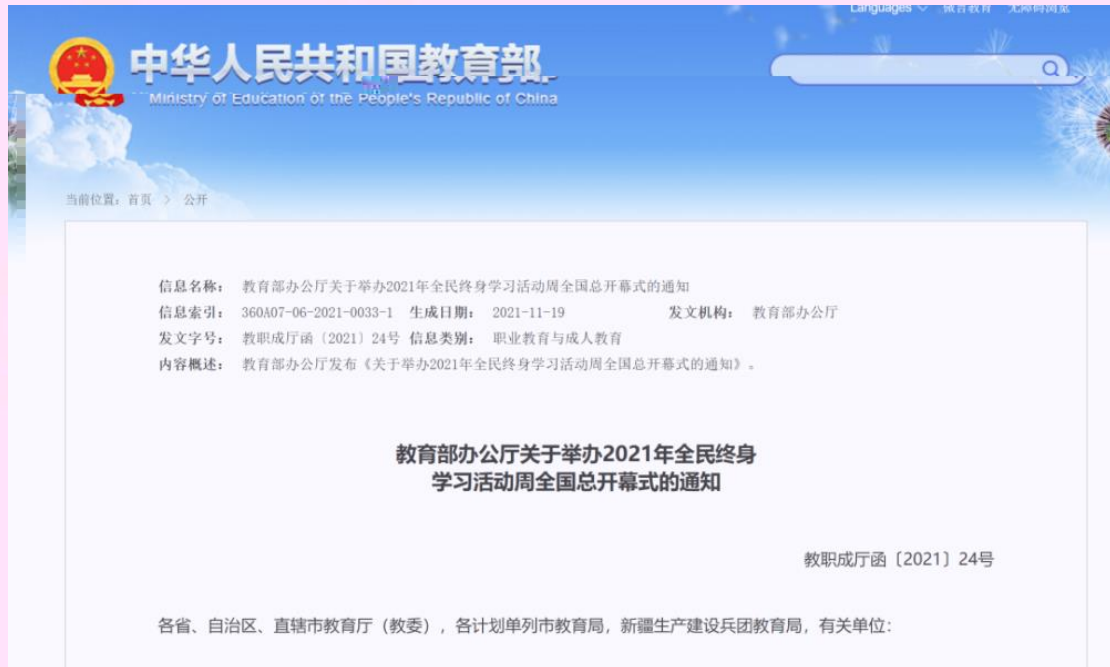 Languages 微言教育 无障碍浏览
中华人民共和国教育部
Ministry of Education of the People's Republic of China
当前位置：首页 > 公开
信息名称： 教育部办公厅关于举办2021年全民终身学习活动周全国总开幕式的通知
信息索引： 360A07-06-2021-0033-1 生成日期： 2021-11-19 发文机构： 教育部办公厅
发文字号： 教职成厅函〔2021〕24号 信息类别： 职业教育与成人教育
内容概述： 教育部办公厅发布《关于举办2021年全民终身学习活动周全国总开幕式的通知》。
教育部办公厅关于举办2021年全民终身
学习活动周全国总开幕式的通知
教职成厅函〔2021〕24号
各省、自治区、直辖市教育厅（教委），各计划单列市教育局，新疆生产建设兵团教育局，有关单位：